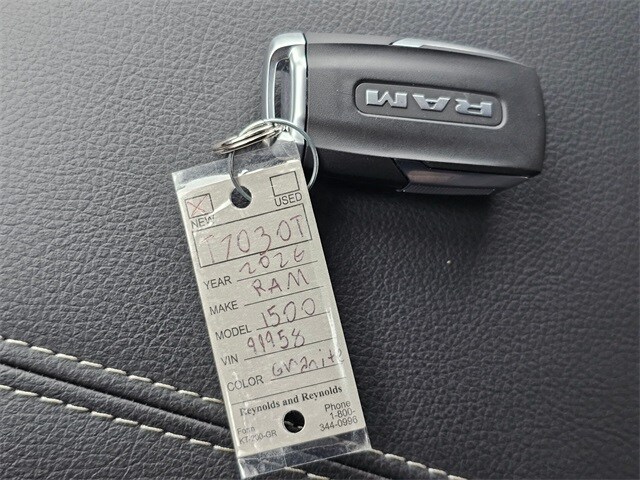 RAM
NEW USED
T7030T
YEAR 2026
MAKE RAM
MODEL 1500
VIN 91958
COLOR Granite
Reynolds and Reynolds
Phone
1-800-
344-0996